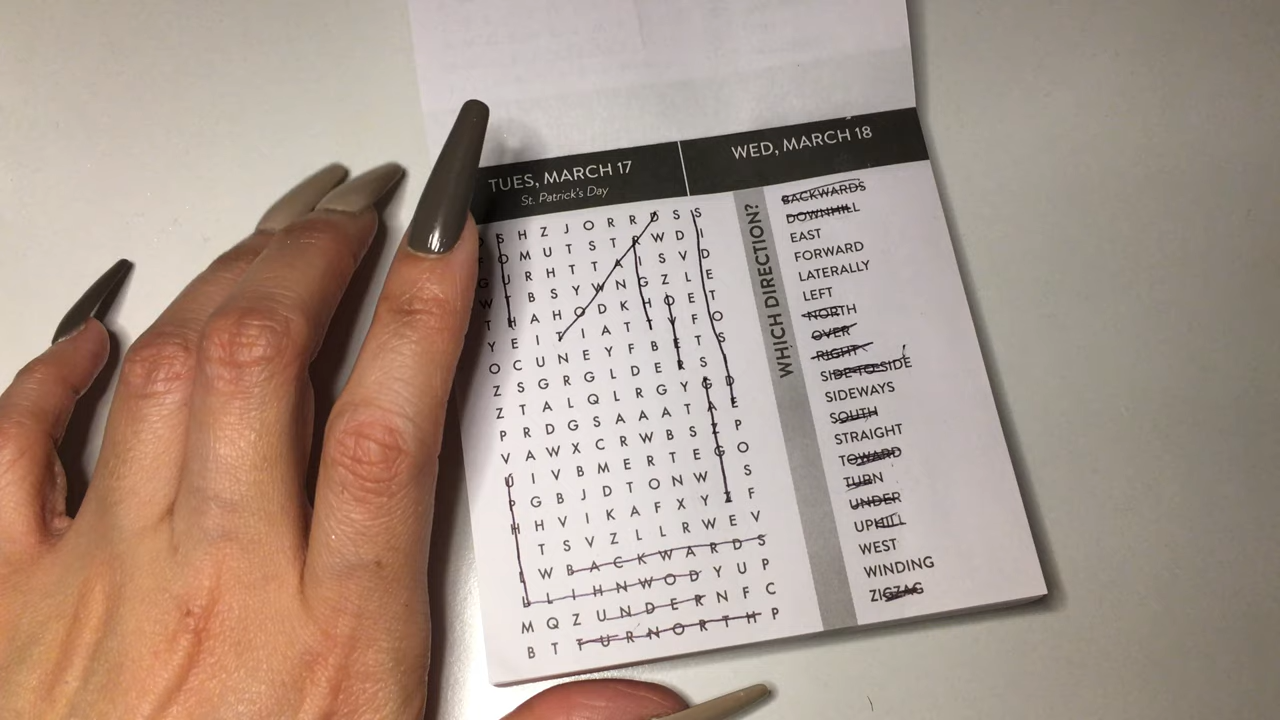 TUES, MARCH 17
St. Patrick's Day
WED, MARCH 18
S H Z J O R R D S S
F O M U T S T R W D I
G U R H T T A I S V D
W T B S Y W N G Z L E
T H A H O D K H O E T
Y E I T I A T T V F O
O C U N E Y F B E T S
Z S G R G L D E R S I
Z T A L Q L R G Y G D
P R D G S A A A T A E
V A W X C R W B S Z P
U I V B M E R T E G O
P G B J D T O N W I S
H H V I K A F X Y Z F
I T S V Z L L R W E V
L W B A C K W A R D S
L L I H N W O D Y U P
M Q Z U N D E R N F C
B T T U R N O R T H P
WHICH DIRECTION?
BACKWARDS
DOWNHILL
EAST
FORWARD
LATERALLY
LEFT
NORTH
OVER
RIGHT
SIDE-TO-SIDE
SIDEWAYS
SOUTH
STRAIGHT
TOWARD
TURN
UNDER
UPHILL
WEST
WINDING
ZIGZAG